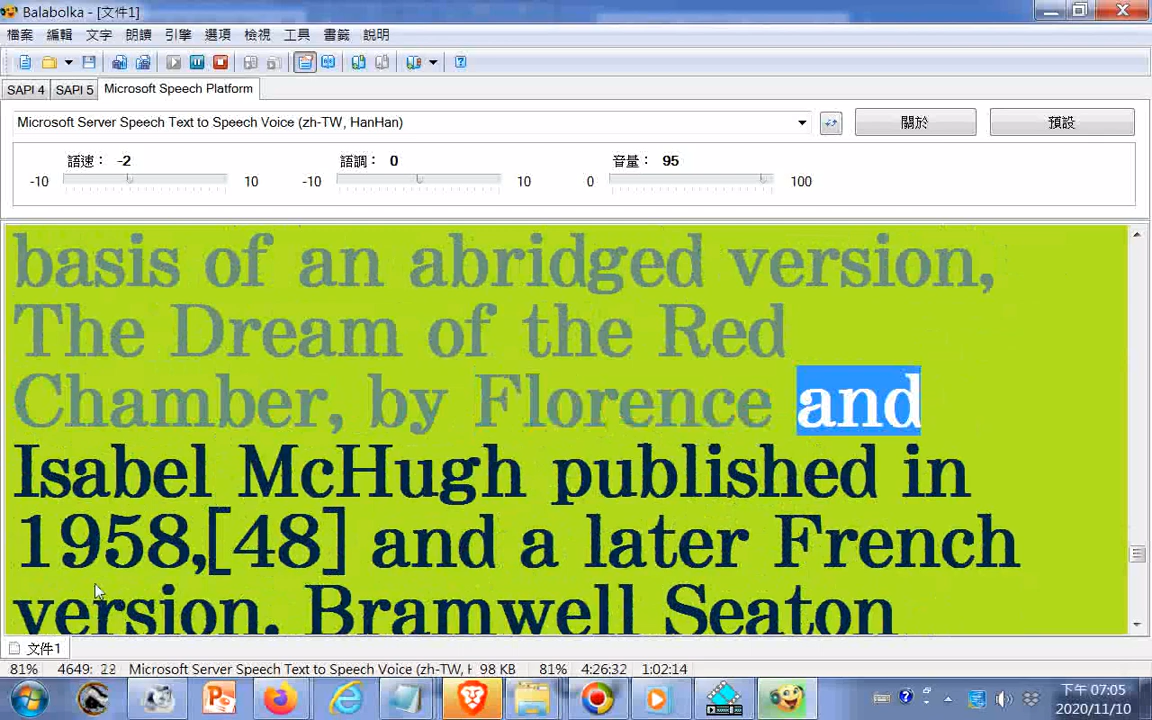 Balabolka - [文件1]
檔案 編輯 文字 朗讀 引擎 選項 檢視 工具 書籤 說明
SAPI 4 SAPI 5 Microsoft Speech Platform
Microsoft Server Speech Text to Speech Voice (zh-TW, HanHan) 關於 預設
語速： -2 語調： 0 音量： 95
-10 10 -10 10 0 100
basis of an abridged version,
The Dream of the Red
Chamber, by Florence and
Isabel McHugh published in
1958,[48] and a later French
version. Bramwell Seaton
文件1
81% 4649: 22 Microsoft Server Speech Text to Speech Voice (zh-TW, H 98 KB 81% 4:26:32 1:02:14
下午 07:05
2020/11/10